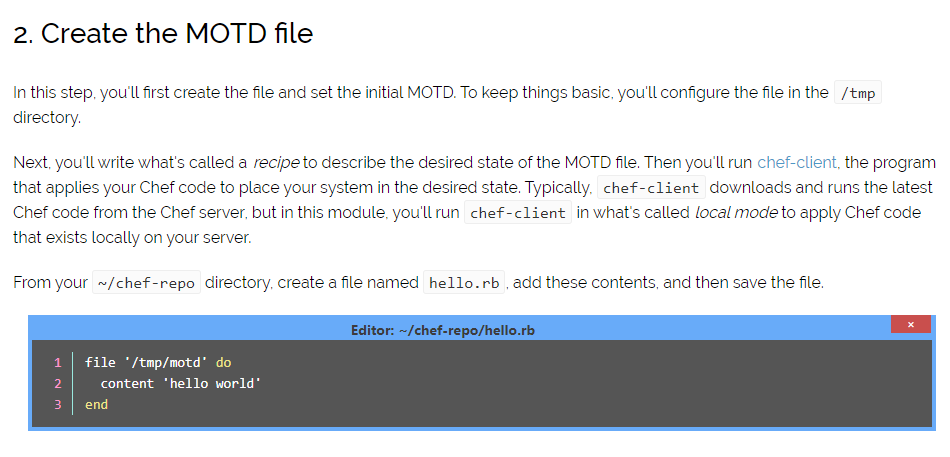 2. Create the MOTD file
In this step, you'll first create the file and set the initial MOTD. To keep things basic, you'll configure the file in the /tmp
directory.
Next, you'll write what's called a recipe to describe the desired state of the MOTD file. Then you'll run chef-client, the program
that applies your Chef code to place your system in the desired state. Typically, chef-client downloads and runs the latest
Chef code from the Chef server, but in this module, you'll run chef-client in what's called local mode to apply Chef code
that exists locally on your server.
From your ~/chef-repo directory, create a file named hello.rb, add these contents, and then save the file.
Editor: ~/chef-repo/hello.rb ×
1 file '/tmp/motd' do
2 content 'hello world'
3 end